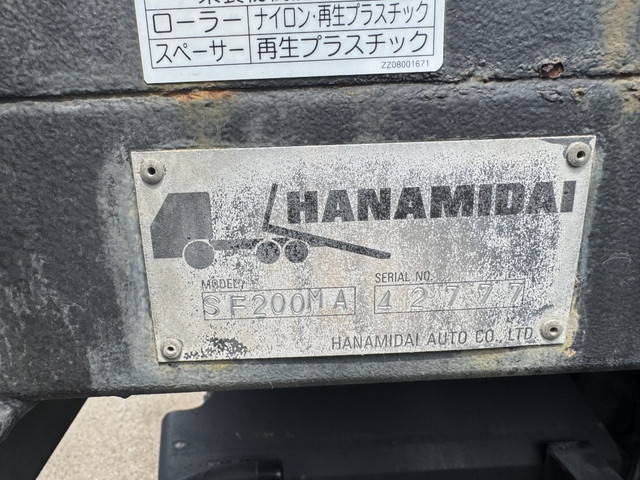 ローラー ナイロン・再生プラスチック
スペーサー 再生プラスチック
ZZ08001671
HANAMIDAI
MODEL SERIAL NO.
SF200MA 42777
HANAMIDAI AUTO CO., LTD.